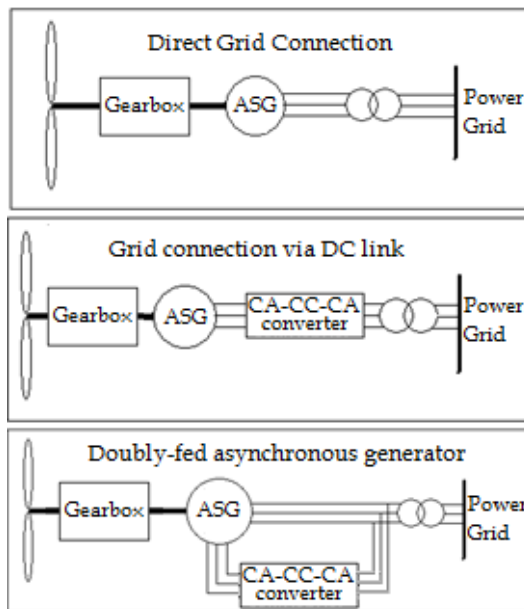 Direct Grid Connection
Gearbox
ASG
Power
Grid
Grid connection via DC link
Gearbox
ASG
CA-CC-CA
converter
Power
Grid
Doubly-fed asynchronous generator
Gearbox
ASG
Power
Grid
CA-CC-CA
converter